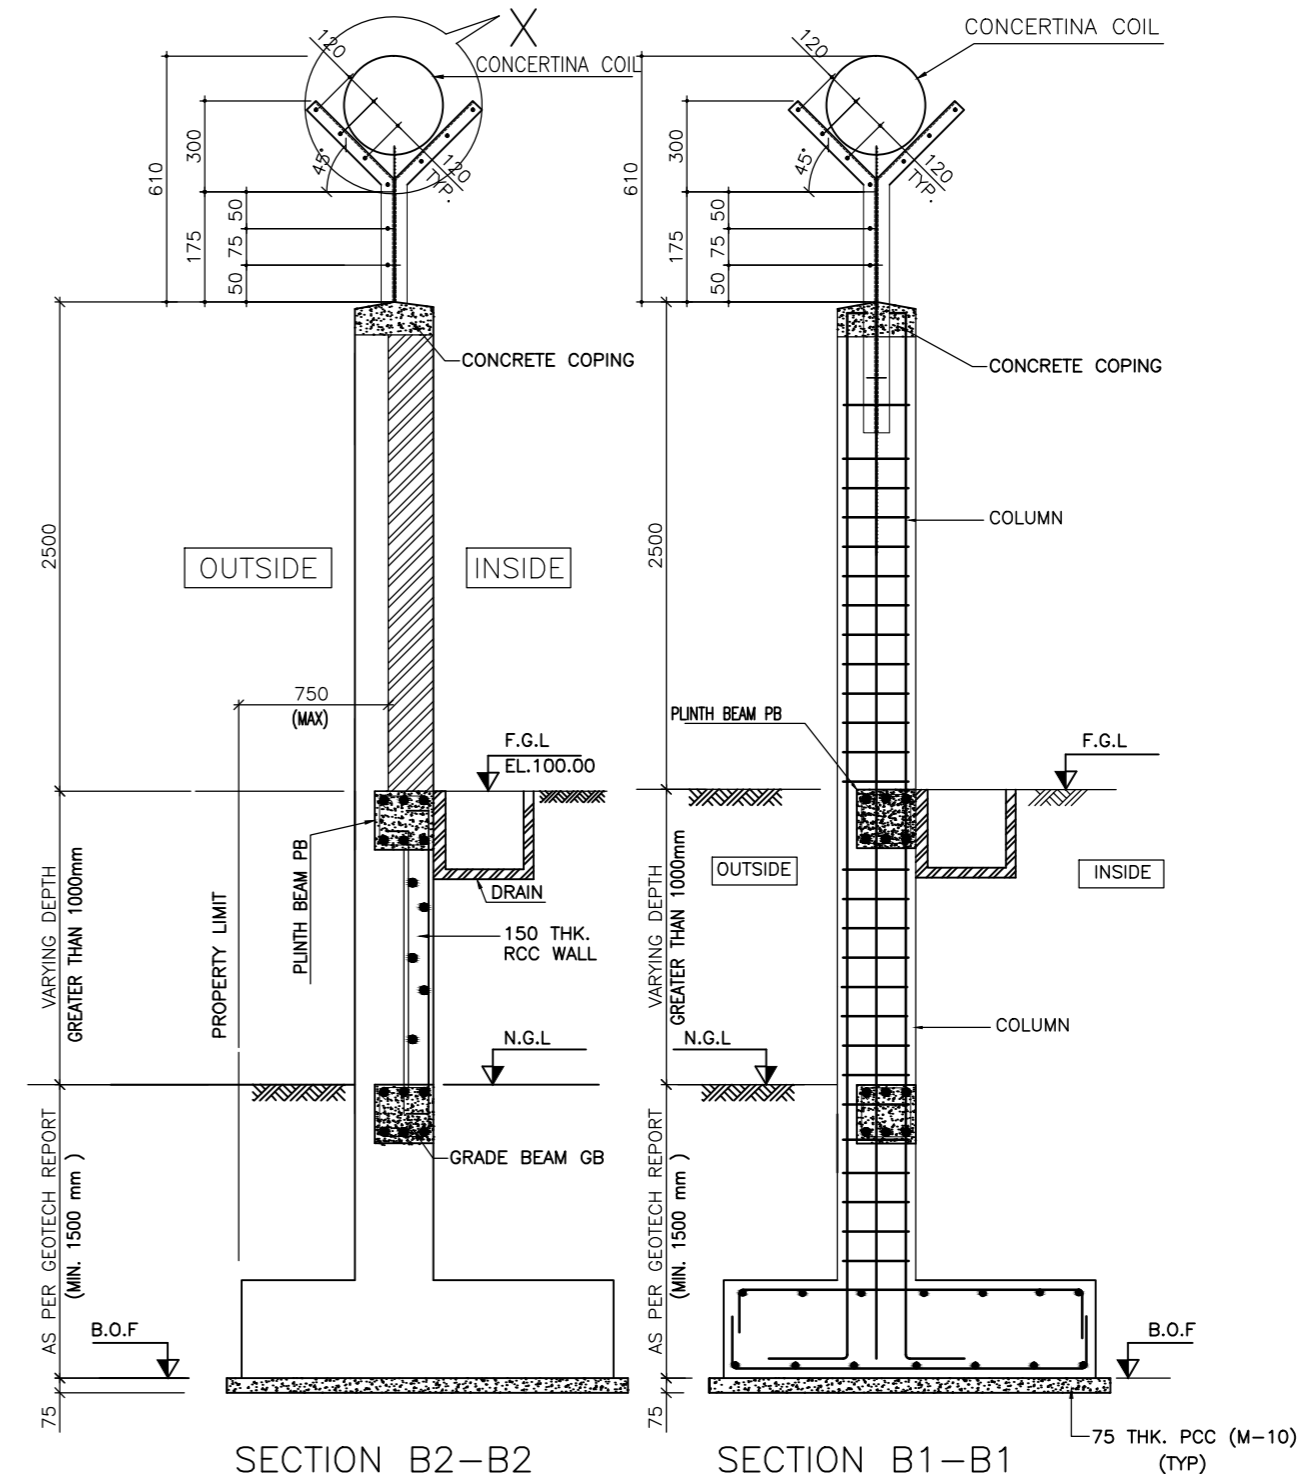 X
CONCERTINA COIL
120
CONCERTINA COIL
120
610
300
45°
120
TYP.
175
50
75
50
610
300
45°
120
TYP.
175
50
75
50
CONCRETE COPING
CONCRETE COPING
2500
OUTSIDE
INSIDE
2500
COLUMN
750
(MAX)
PLINTH BEAM PB
F.G.L
EL.100.00
F.G.L
VARYING DEPTH
GREATER THAN 1000mm
PROPERTY LIMIT
PLINTH BEAM PB
DRAIN
150 THK.
RCC WALL
VARYING DEPTH
GREATER THAN 1000mm
OUTSIDE
INSIDE
COLUMN
N.G.L
N.G.L
AS PER GEOTECH REPORT
(MIN. 1500 mm )
GRADE BEAM GB
AS PER GEOTECH REPORT
(MIN. 1500 mm )
B.O.F
B.O.F
75
75
75 THK. PCC (M-10)
(TYP)
SECTION B2-B2
SECTION B1-B1